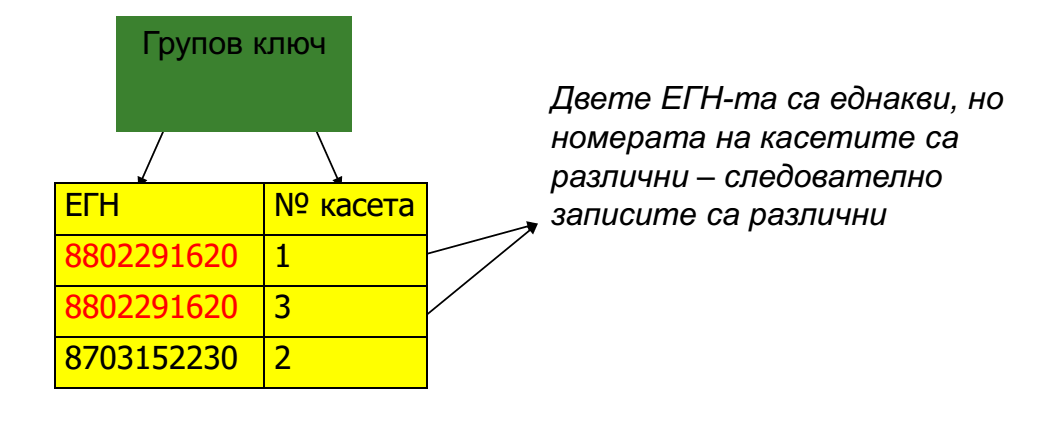 Групов ключ
Двете ЕГН-та са еднакви, но
номерата на касетите са
различни – следователно
записите са различни
ЕГН № касета
8802291620 1
8802291620 3
8703152230 2